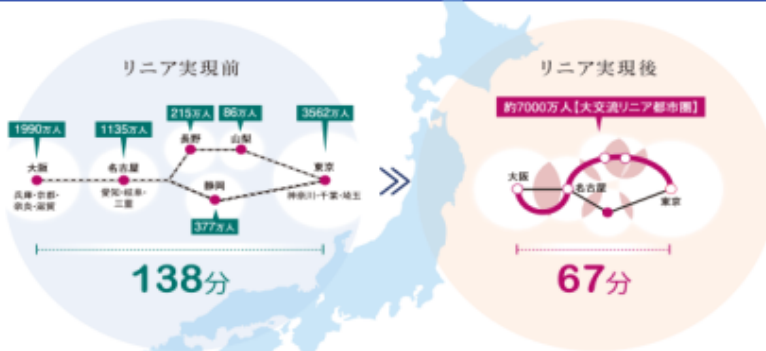 リニア実現前
215万人
86万人
3562万人
1990万人
1135万人
長野
山梨
大阪
名古屋
東京
兵庫・京都・
奈良・滋賀
愛知・岐阜・
三重
静岡
神奈川・千葉・埼玉
377万人
138分
リニア実現後
約7000万人【大交流リニア都市圏】
大阪
名古屋
東京
67分